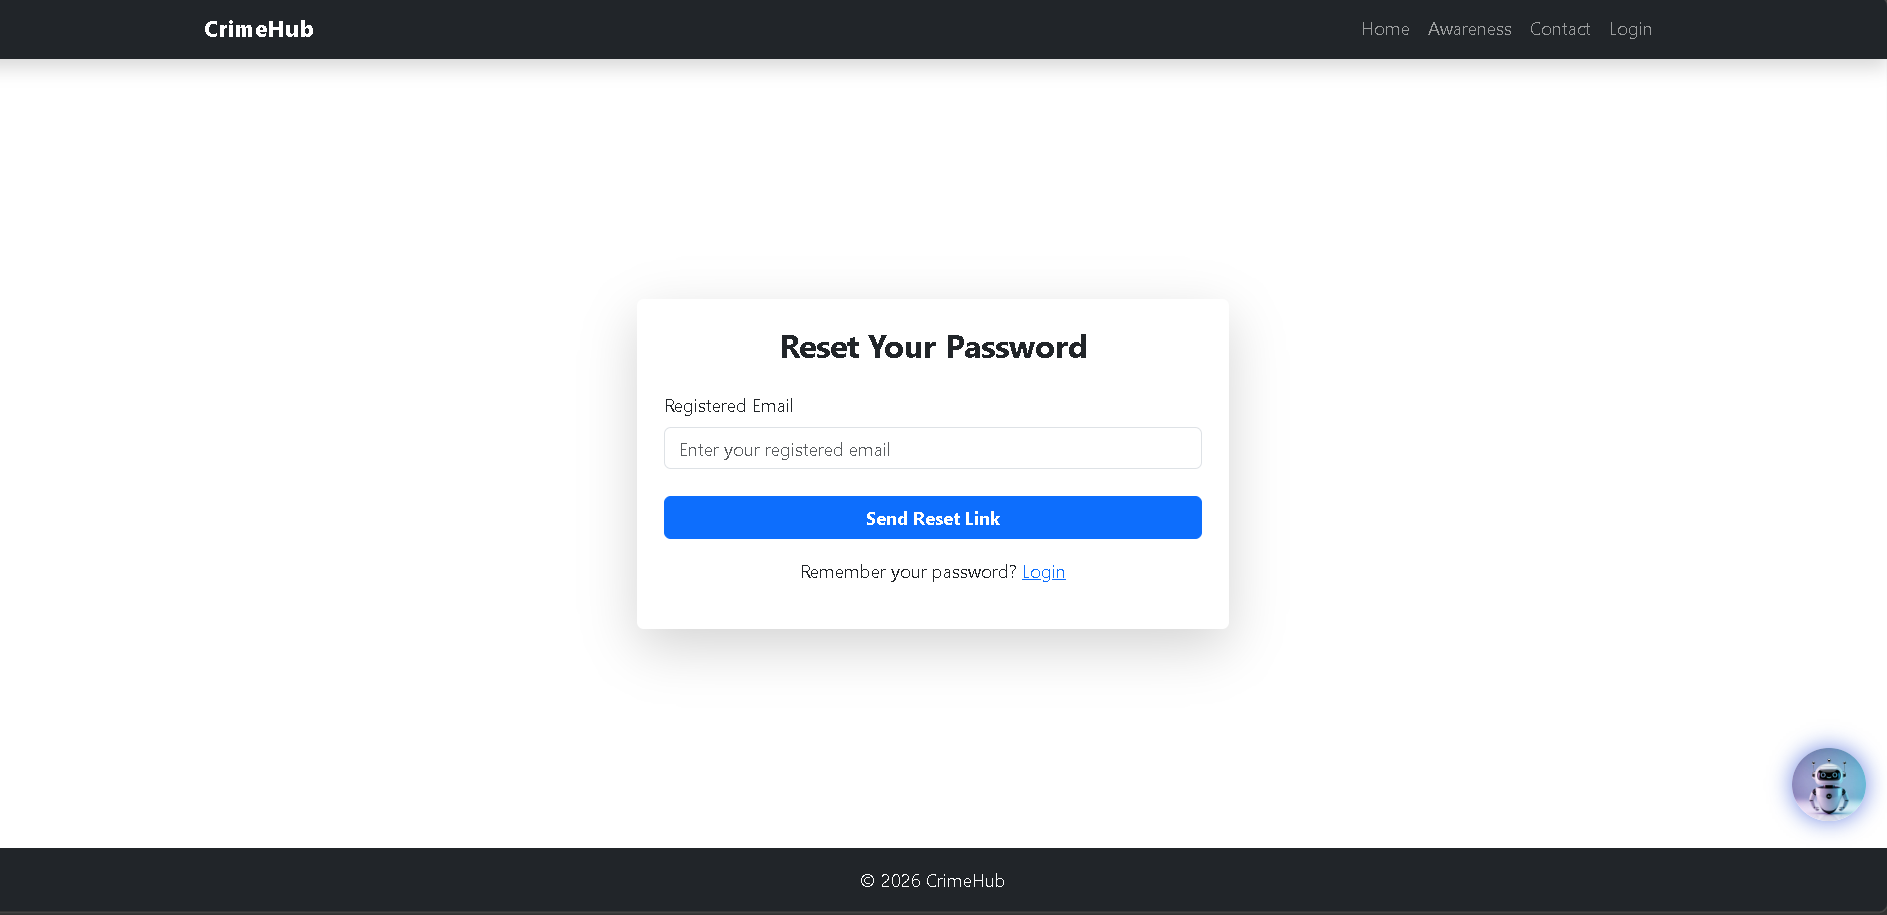 CrimeHub
Home Awareness Contact Login
Reset Your Password
Registered Email
Enter your registered email
Send Reset Link
Remember your password? Login
© 2026 CrimeHub